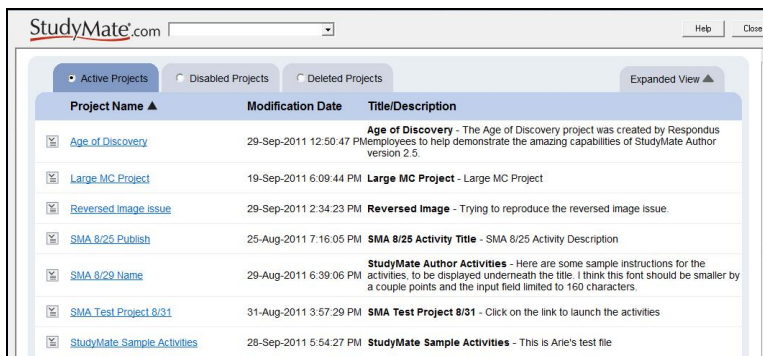 StudyMate.com
Help
Close
Active Projects
Disabled Projects
Deleted Projects
Expanded View ▲
Project Name ▲ Modification Date Title/Description
Age of Discovery 29-Sep-2011 12:50:47 PM Age of Discovery - The Age of Discovery project was created by Respondus
employees to help demonstrate the amazing capabilities of StudyMate Author
version 2.5.
Large MC Project 19-Sep-2011 6:09:44 PM Large MC Project - Large MC Project
Reversed Image issue 29-Sep-2011 2:34:23 PM Reversed Image - Trying to reproduce the reversed image issue.
SMA 8/25 Publish 25-Aug-2011 7:16:05 PM SMA 8/25 Activity Title - SMA 8/25 Activity Description
StudyMate Author Activities - Here are some sample instructions for the
SMA 8/29 Name 29-Aug-2011 6:39:06 PM activities, to be displayed underneath the title. I think this font should be smaller by
a couple points and the input field limited to 160 characters.
SMA Test Project 8/31 31-Aug-2011 3:57:29 PM SMA Test Project 8/31 - Click on the link to launch the activities
StudyMate Sample Activities 28-Sep-2011 5:54:27 PM StudyMate Sample Activities - This is Arie's test file